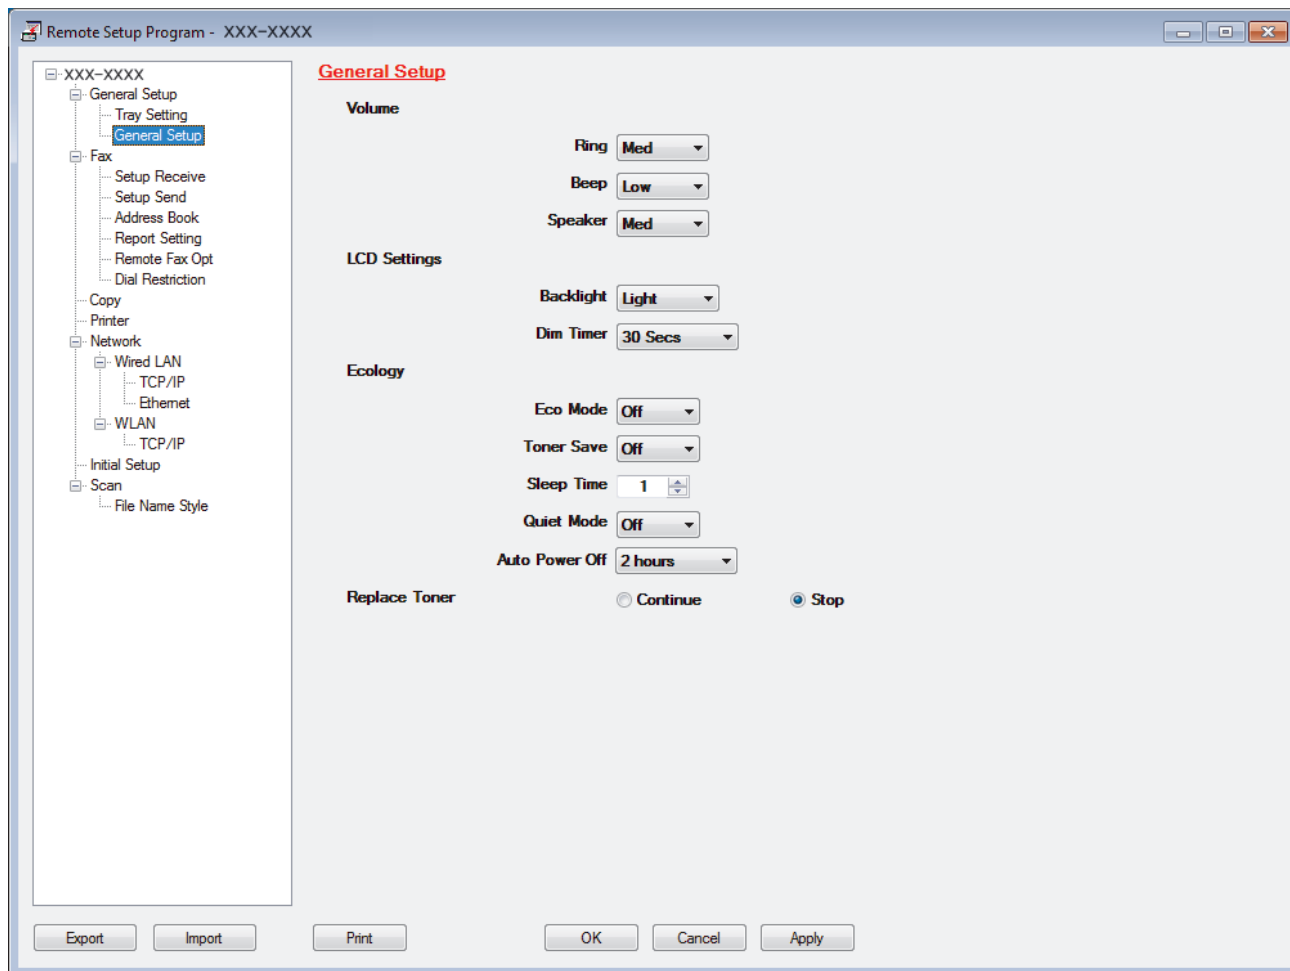 Remote Setup Program - XXX-XXXX
XXX-XXXX
General Setup
Tray Setting
General Setup
Fax
Setup Receive
Setup Send
Address Book
Report Setting
Remote Fax Opt
Dial Restriction
Copy
Printer
Network
Wired LAN
TCP/IP
Ethernet
WLAN
TCP/IP
Initial Setup
Scan
File Name Style
General Setup
Volume
Ring Med
Beep Low
Speaker Med
LCD Settings
Backlight Light
Dim Timer 30 Secs
Ecology
Eco Mode Off
Toner Save Off
Sleep Time 1
Quiet Mode Off
Auto Power Off 2 hours
Replace Toner Continue Stop
Export Import Print OK Cancel Apply